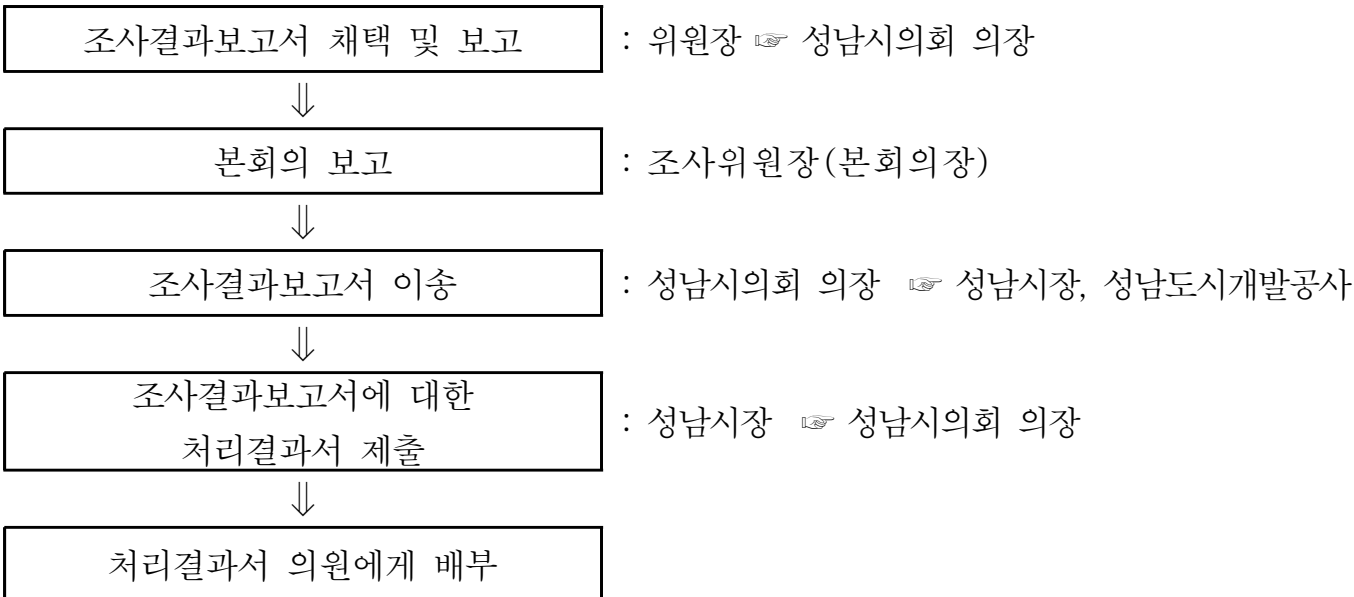 조사결과보고서 채택 및 보고 : 위원장 ☞ 성남시의회 의장
⇓
본회의 보고 : 조사위원장(본회의장)
⇓
조사결과보고서 이송 : 성남시의회 의장 ☞ 성남시장, 성남도시개발공사
⇓
조사결과보고서에 대한
처리결과서 제출 : 성남시장 ☞ 성남시의회 의장
⇓
처리결과서 의원에게 배부